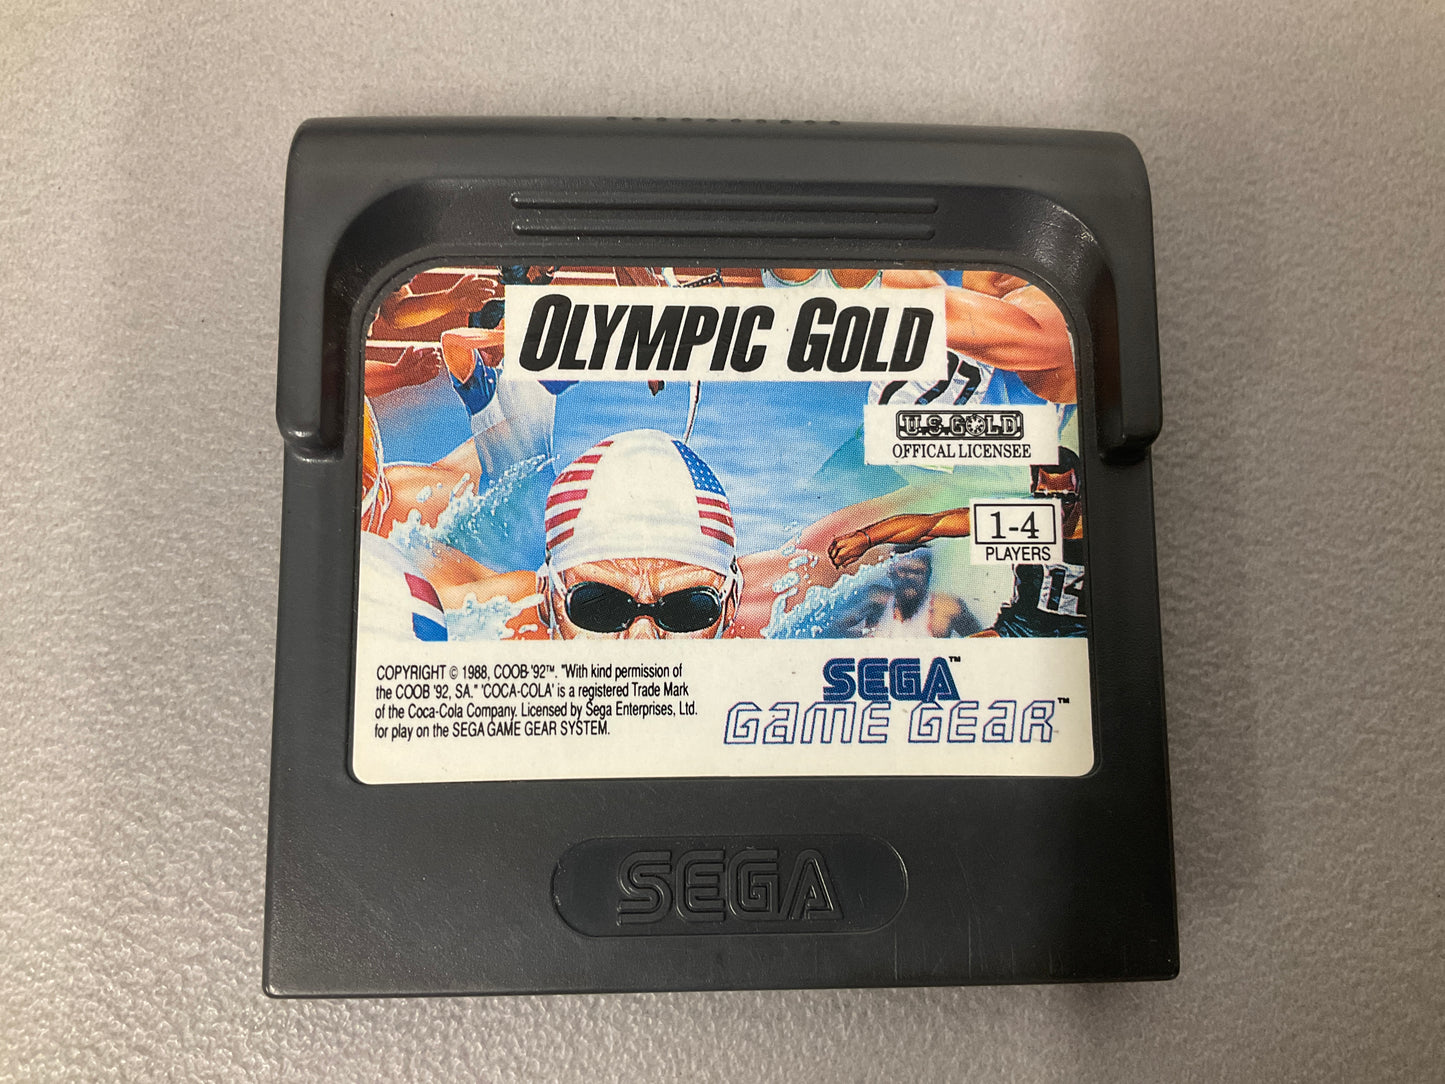 OLYMPIC GOLD
U.S. GOLD
OFFICAL LICENSEE
1-4
PLAYERS
COPYRIGHT © 1988, COOB '92™. "With kind permission of
the COOB '92, SA." 'COCA-COLA' is a registered Trade Mark
of the Coca-Cola Company. Licensed by Sega Enterprises, Ltd.
for play on the SEGA GAME GEAR SYSTEM.
SEGA™
GAME GEAR™
SEGA